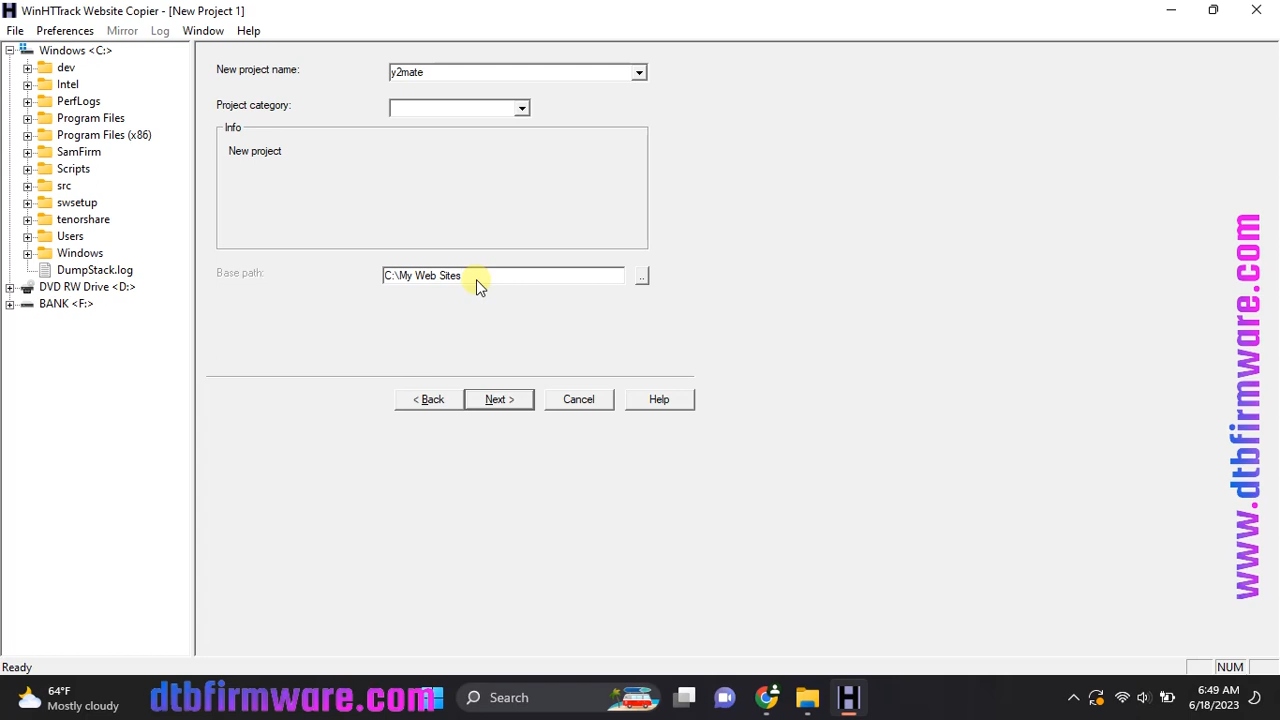 WinHTTrack Website Copier - [New Project 1]
File Preferences Mirror Log Window Help
Windows <C:>
dev
Intel
PerfLogs
Program Files
Program Files (x86)
SamFirm
Scripts
src
swsetup
tenorshare
Users
Windows
DumpStack.log
DVD RW Drive <D:>
BANK <F:>
New project name:
y2mate
Project category:
Info
New project
Base path:
C:\My Web Sites
..
< Back
Next >
Cancel
Help
www.dtbfirmware.com
Ready
NUM
64°F
Mostly cloudy
dtbfirmware.com
Search
6:49 AM
6/18/2023